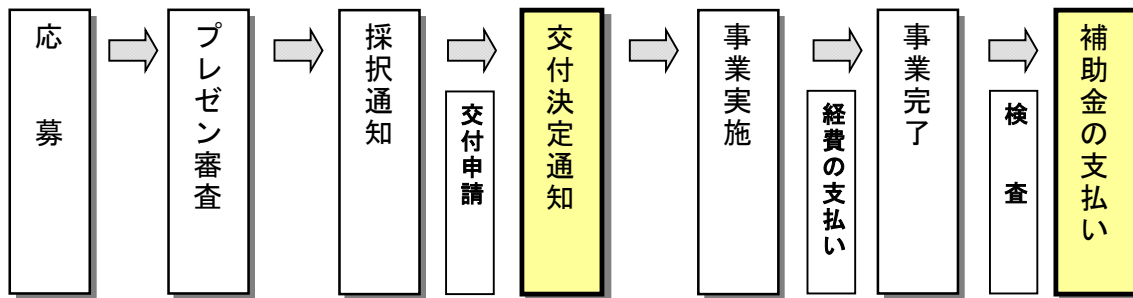 応募
プレゼン審査
採択通知
交付申請
交付決定通知
事業実施
経費の支払い
事業完了
検査
補助金の支払い